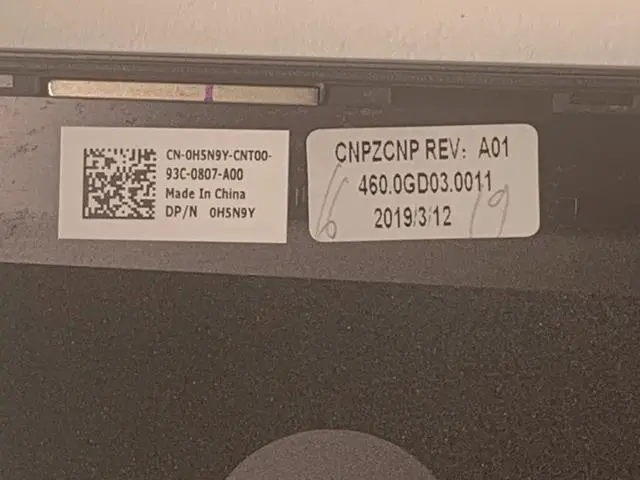 CN-0H5N9Y-CNT00-
93C-0807-A00
Made In China
DP/N 0H5N9Y
CNPZCNP REV: A01
460.0GD03.0011
2019/3/12